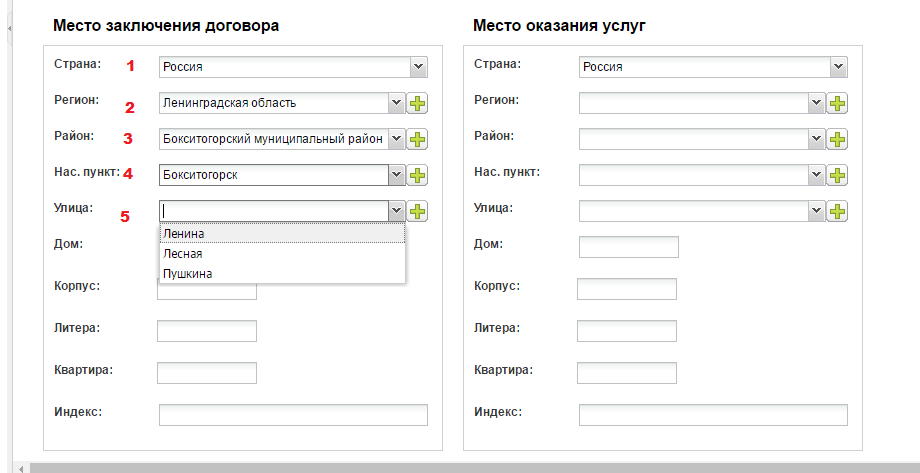 Место заключения договора
Страна: 1 Россия
Регион: 2 Ленинградская область
Район: 3 Бокситогорский муниципальный район
Нас. пункт: 4 Бокситогорск
Улица: 5
Ленина
Лесная
Пушкина
Дом:
Корпус:
Литера:
Квартира:
Индекс:
Место оказания услуг
Страна: Россия
Регион:
Район:
Нас. пункт:
Улица:
Дом:
Корпус:
Литера:
Квартира:
Индекс: